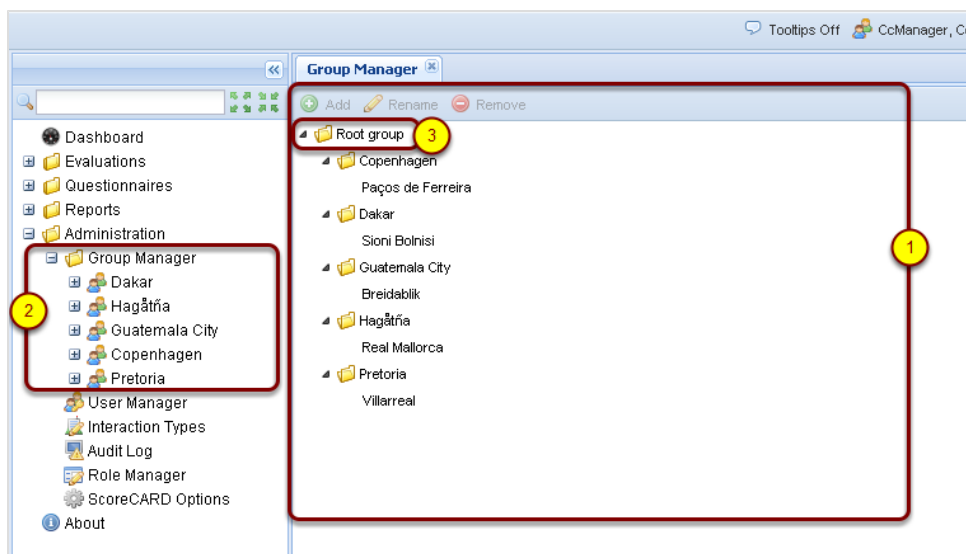 Tooltips Off CcManager, C
Group Manager
Add Rename Remove
Dashboard
Evaluations
Questionnaires
Reports
Administration
Group Manager
Dakar
Hagåtña
Guatemala City
Copenhagen
Pretoria
User Manager
Interaction Types
Audit Log
Role Manager
ScoreCARD Options
About
2
Root group 3
Copenhagen
Paços de Ferreira
Dakar
Sioni Bolnisi
Guatemala City
Breidablik
Hagåtña
Real Mallorca
Pretoria
Villarreal
1